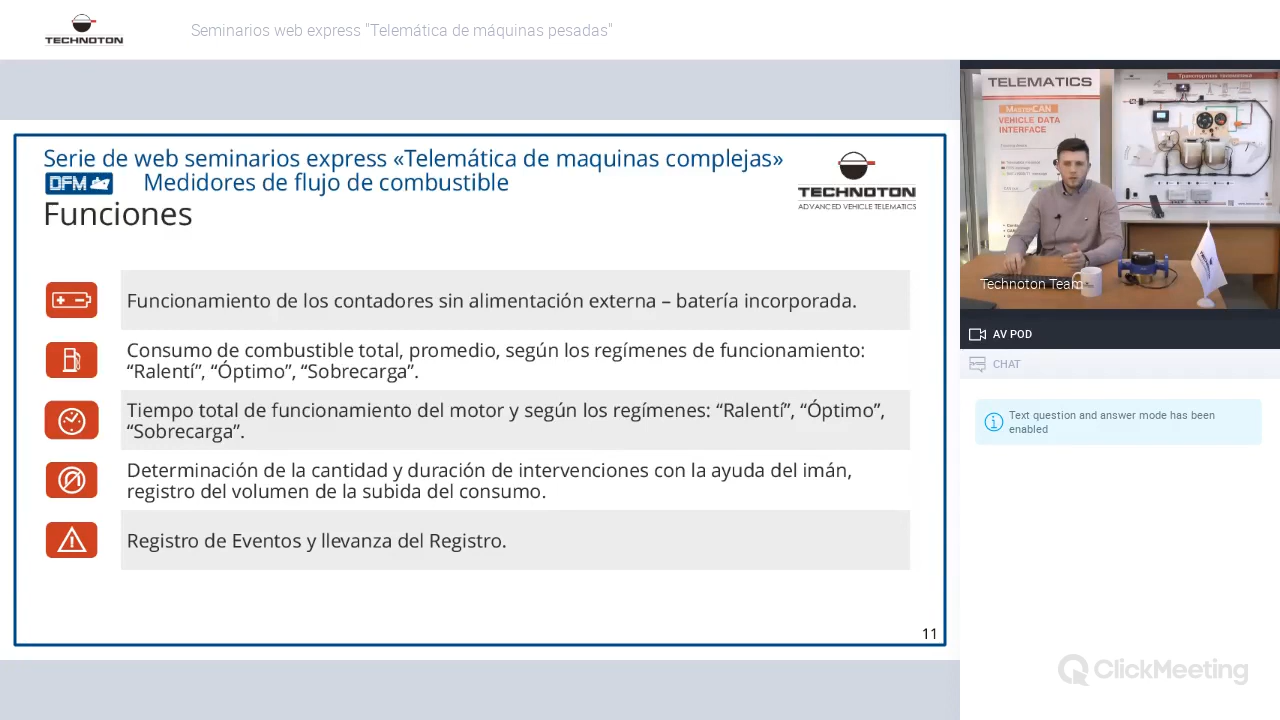 TECHNOTON
Seminarios web express "Telemática de máquinas pesadas"
Serie de web seminarios express «Telemática de maquinas complejas»
DFM Medidores de flujo de combustible
Funciones
TECHNOTON
ADVANCED VEHICLE TELEMATICS
Funcionamiento de los contadores sin alimentación externa – batería incorporada.
Consumo de combustible total, promedio, según los regímenes de funcionamiento:
“Ralentí”, “Óptimo”, “Sobrecarga”.
Tiempo total de funcionamiento del motor y según los regímenes: “Ralentí”, “Óptimo”,
“Sobrecarga”.
Determinación de la cantidad y duración de intervenciones con la ayuda del imán,
registro del volumen de la subida del consumo.
Registro de Eventos y llevanza del Registro.
11
TELEMATICS
MasterCAN
VEHICLE DATA
INTERFACE
Транспортная телематика
Technoton Team
AV POD
CHAT
Text question and answer mode has been
enabled
ClickMeeting